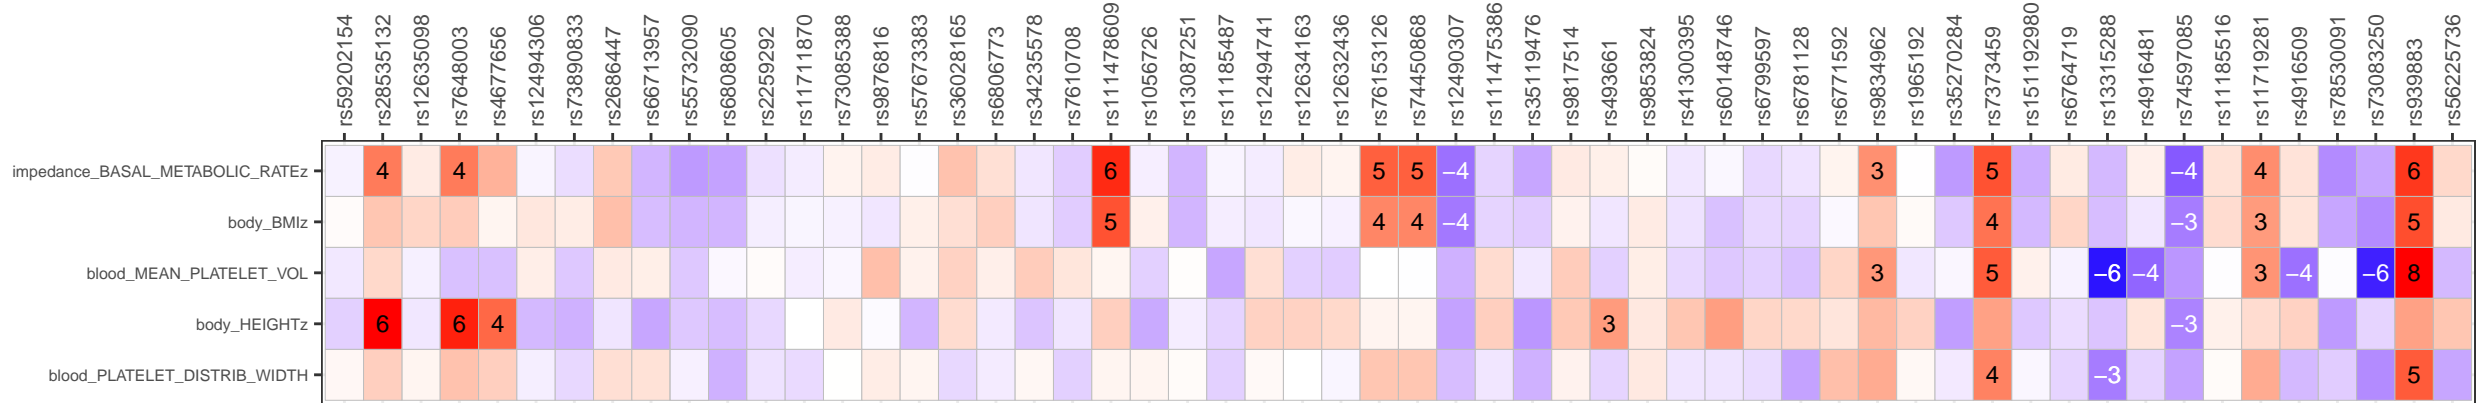 rs59202154 rs28535132 rs12635098 rs7648003 rs4677656 rs12494306 rs73890833 rs2686447 rs66713957 rs55732090 rs6808605 rs2259292 rs11711870 rs73085388 rs9876816 rs57673383 rs36028165 rs6806773 rs34235578 rs7610708 rs111478609 rs1056726 rs13087251 rs11185487 rs12494741 rs12634163 rs12632436 rs76153126 rs74450868 rs12490307 rs111475386 rs35119476 rs9817514 rs493661 rs9853824 rs41300395 rs60148746 rs67995597 rs6781128 rs6771592 rs9834962 rs1965192 rs35270284 rs73734459 rs151192980 rs6764719 rs13315288 rs4916481 rs74597085 rs11185516 rs11719281 rs4916509 rs78530091 rs73083250 rs939883 rs56225736
impedance_BASAL_METABOLIC_RATEz 4 4 6 5 5 −4 3 5 −4 4 6
body_BMIz 5 4 4 −4 4 −3 3 5
blood_MEAN_PLATELET_VOL 3 5 −6 −4 3 −4 −6 8
body_HEIGHTz 6 6 4 3 −3
blood_PLATELET_DISTRIB_WIDTH 4 −3 5